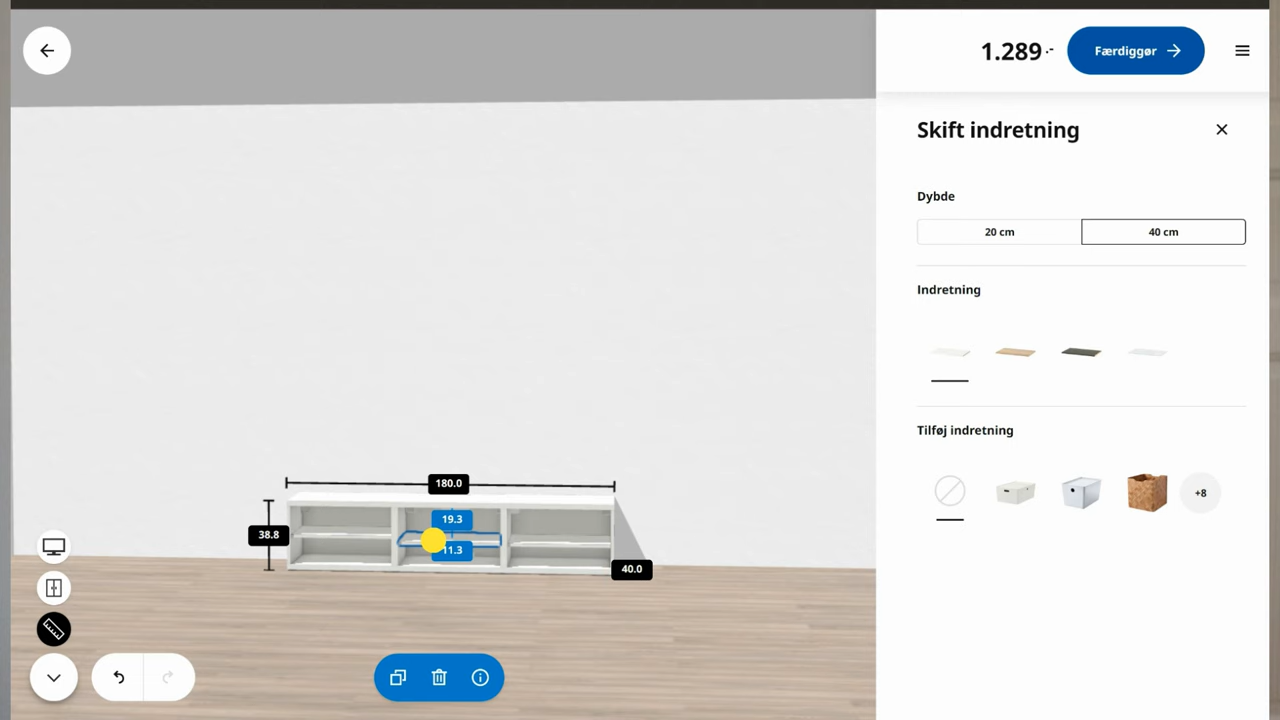 1.289.-
Færdiggør
Skift indretning
Dybde
20 cm
40 cm
Indretning
Tilføj indretning
+8
180.0
19.3
38.8
11.3
40.0